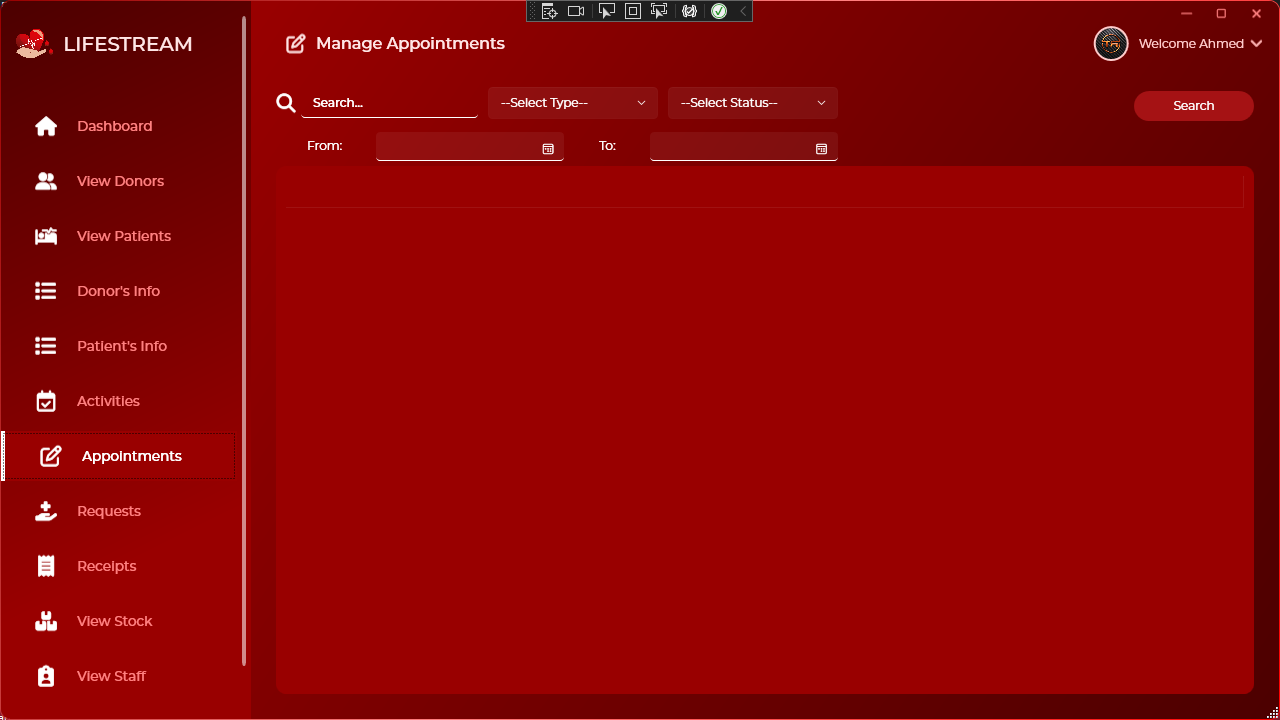 LIFESTREAM
Manage Appointments
Welcome Ahmed
Search...
--Select Type--
--Select Status--
Search
From:
To:
Dashboard
View Donors
View Patients
Donor's Info
Patient's Info
Activities
Appointments
Requests
Receipts
View Stock
View Staff